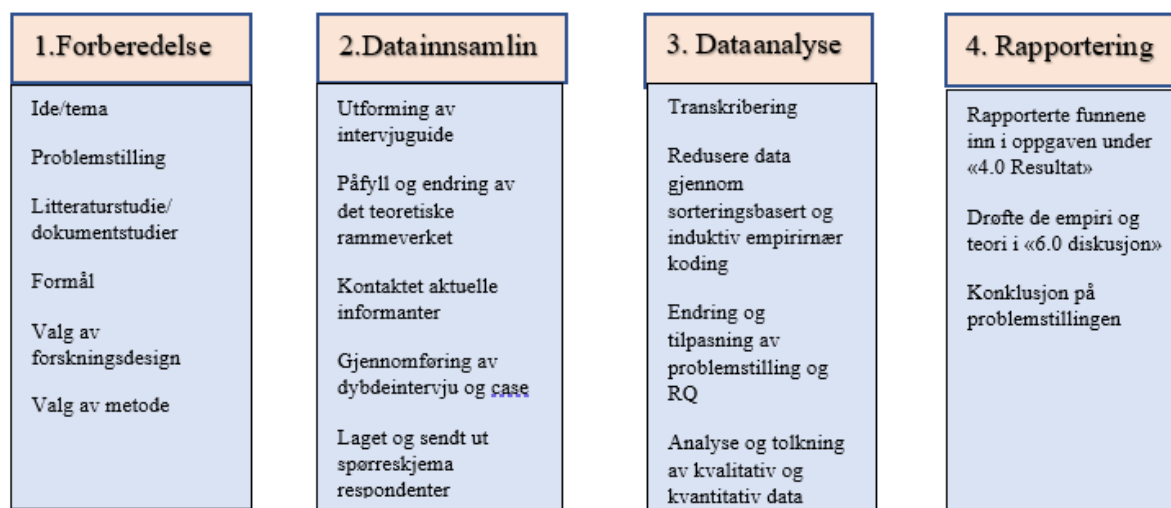 1.Forberedelse
Ide/tema
Problemstilling
Litteraturstudie/
dokumentstudier
Formål
Valg av
forskningsdesign
Valg av metode
2.Datainnsamlin
Utforming av
intervjuguide
Påfyll og endring av
det teoretiske
rammeverket
Kontaktet aktuelle
informanter
Gjennomføring av
dybdeintervju og case
Laget og sendt ut
spørreskjema
respondenter
3. Dataanalyse
Transkribering
Redusere data
gjennom
sorteringsbasert og
induktiv empirirnær
koding
Endring og
tilpasning av
problemstilling og
RQ
Analyse og tolkning
av kvalitativ og
kvantitativ data
4. Rapportering
Rapporterte funnene
inn i oppgaven under
«4.0 Resultat»
Drøfte de empiri og
teori i «6.0 diskusjon»
Konklusjon på
problemstillingen